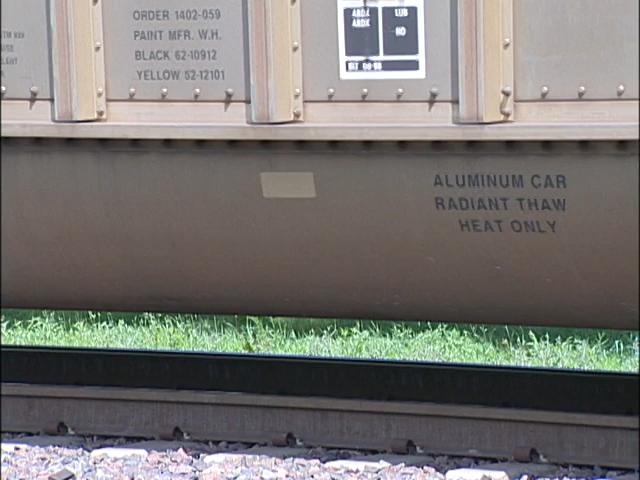 ORDER 1402-059
PAINT MFR. W.H.
BLACK 62-10912
YELLOW 52-12101
LUB
NO
ALUMINUM CAR
RADIANT THAW
HEAT ONLY